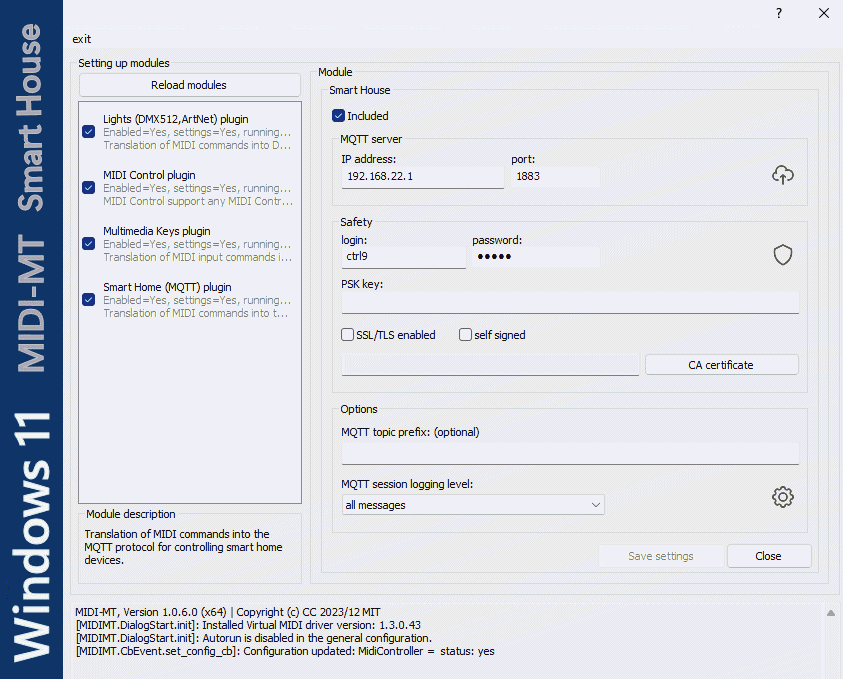 Windows 11 MIDI-MT Smart House
?
exit
Setting up modules
Reload modules
Lights (DMX512,ArtNet) plugin
Enabled=Yes, settings=Yes, running...
Translation of MIDI commands into D...
MIDI Control plugin
Enabled=Yes, settings=Yes, running...
MIDI Control support any MIDI Contr...
Multimedia Keys plugin
Enabled=Yes, settings=Yes, running...
Translation of MIDI input commands i...
Smart Home (MQTT) plugin
Enabled=Yes, settings=Yes, running...
Translation of MIDI commands into t...
Module description
Translation of MIDI commands into the
MQTT protocol for controlling smart home
devices.
Module
Smart House
Included
MQTT server
IP address: port:
192.168.22.1 1883
Safety
login: password:
ctrl9 •••••
PSK key:
SSL/TLS enabled self signed
CA certificate
Options
MQTT topic prefix: (optional)
MQTT session logging level:
all messages
Save settings Close
MIDI-MT, Version 1.0.6.0 (x64) | Copyright (c) CC 2023/12 MIT
[MIDIMT.DialogStart.init]: Installed Virtual MIDI driver version: 1.3.0.43
[MIDIMT.DialogStart.init]: Autorun is disabled in the general configuration.
[MIDIMT.CbEvent.set_config_cb]: Configuration updated: MidiController = status: yes